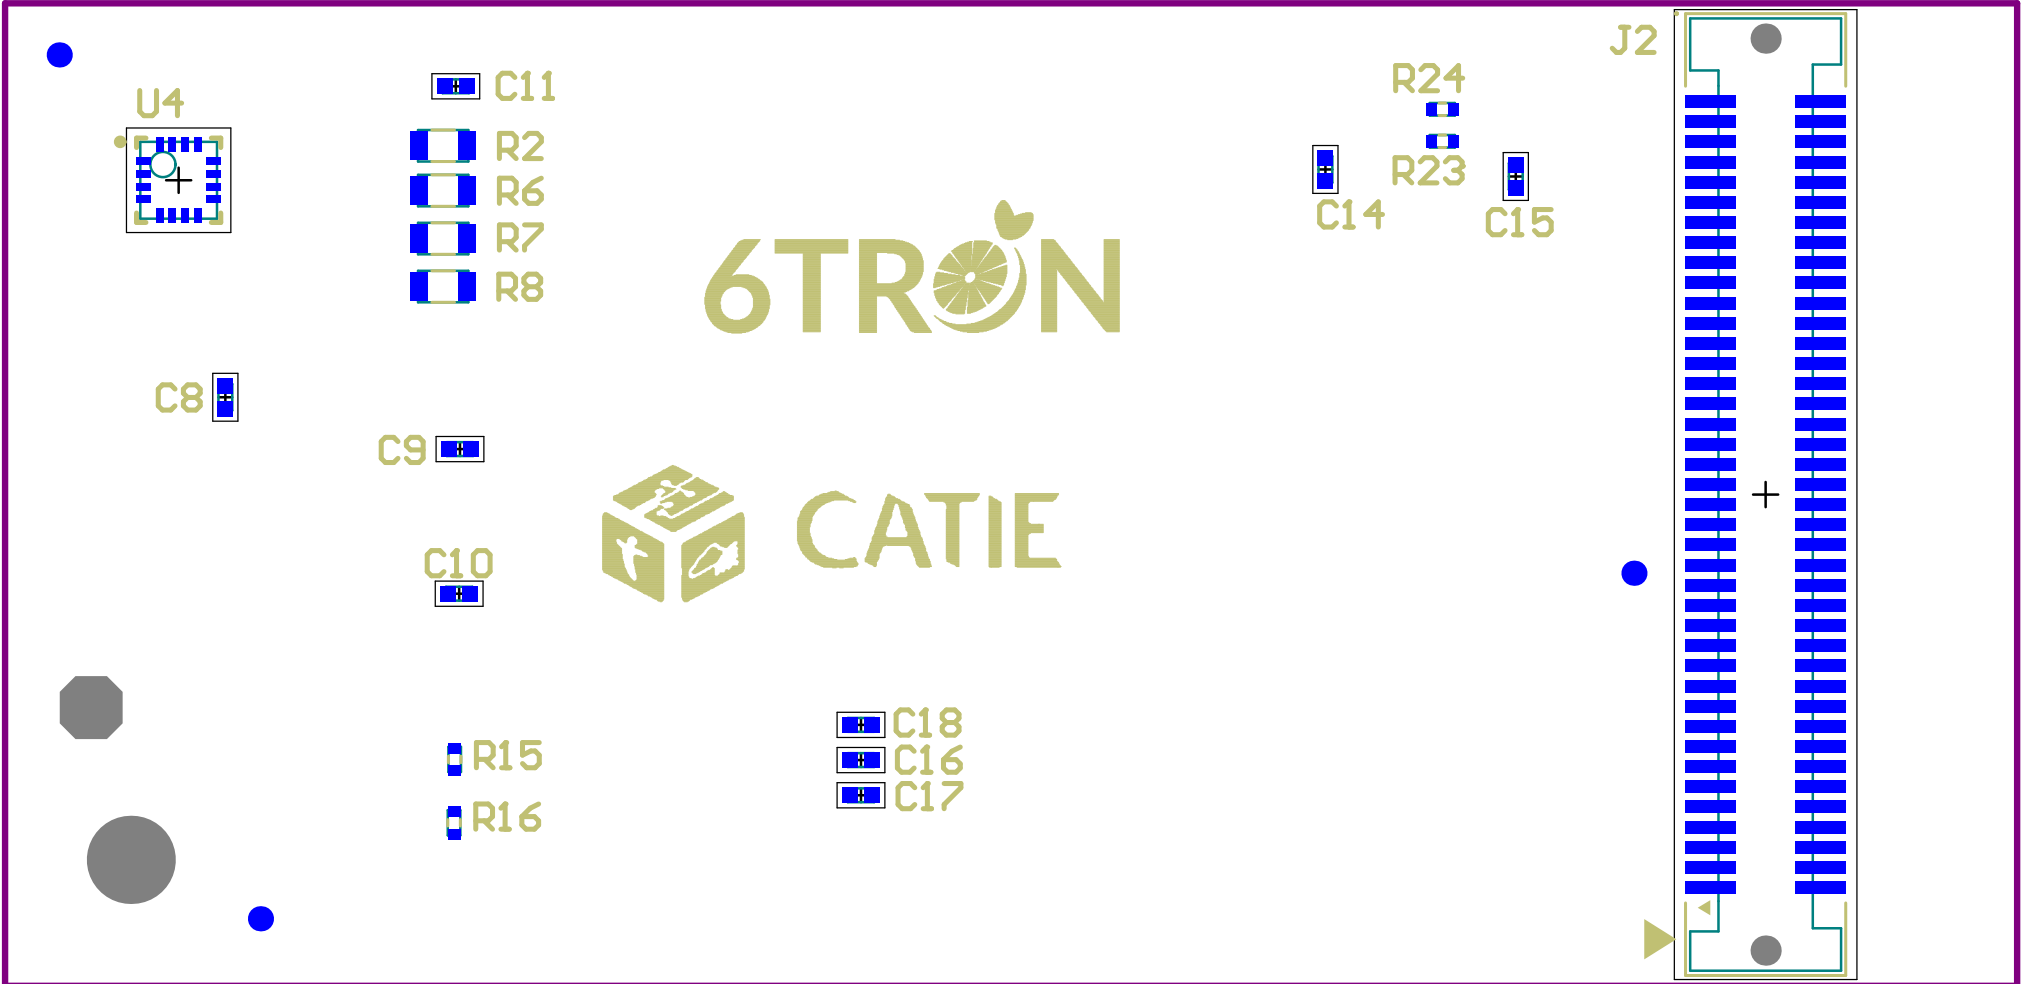 J2
R24
C11
U4
R2
R23
R6
C14
C15
R7
6TRON
R8
C8
C9
CATIE
C10
C18
R15
C16
C17
R16